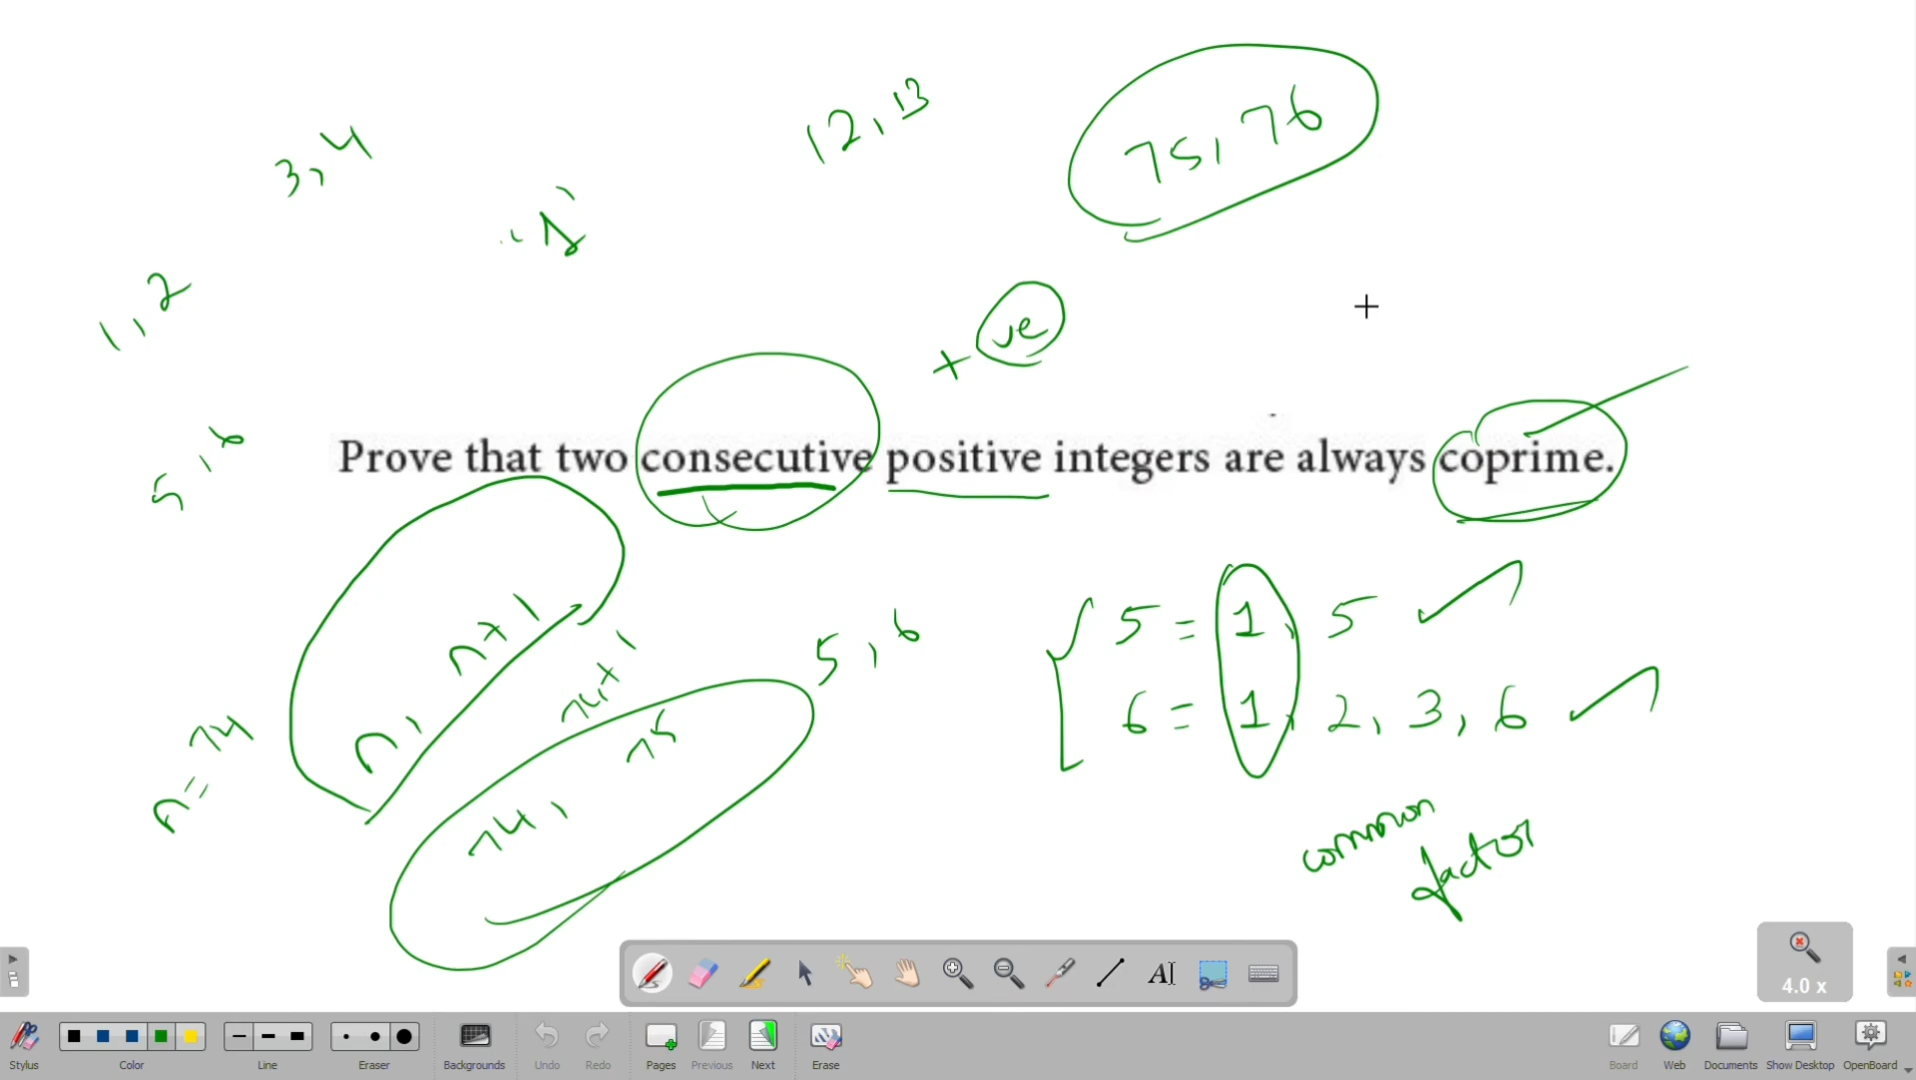 12, 13
75, 76
3, 4
"1"
1, 2
+ve
5, 6
Prove that two consecutive positive integers are always coprime.
n, n+1
n=74
74+1
74, 75
5, 6
5 = 1, 5
6 = 1, 2, 3, 6
common
factor
4.0 x
Stylus
Color
Line
Eraser
Backgrounds
Undo
Redo
Pages
Previous
Next
Erase
Board
Web
Documents
Show Desktop
OpenBoard